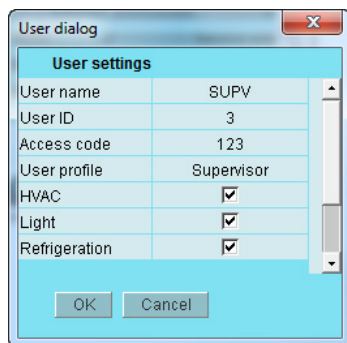 User dialog
User settings
User name SUPV
User ID 3
Access code 123
User profile Supervisor
HVAC
Light
Refrigeration
OK Cancel